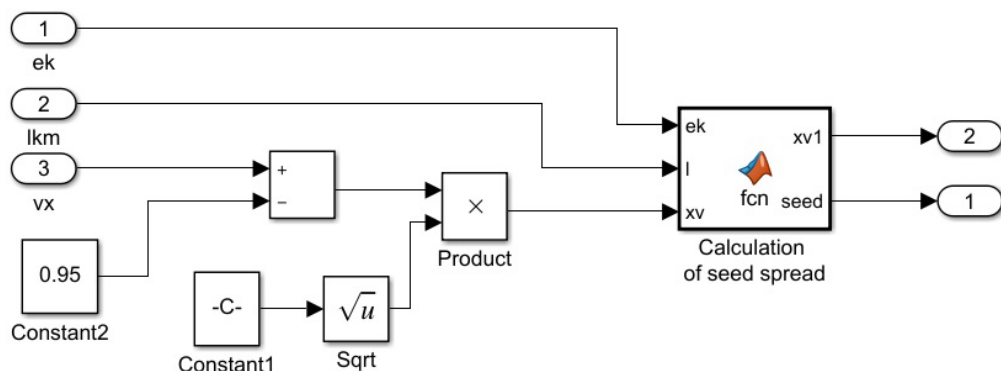 1
ek
2
lkm
3
vx
+
−
0.95
Constant2
-C-
Constant1
√u
Sqrt
×
Product
ek
l
xv
fcn
xv1
seed
Calculation
of seed spread
2
1